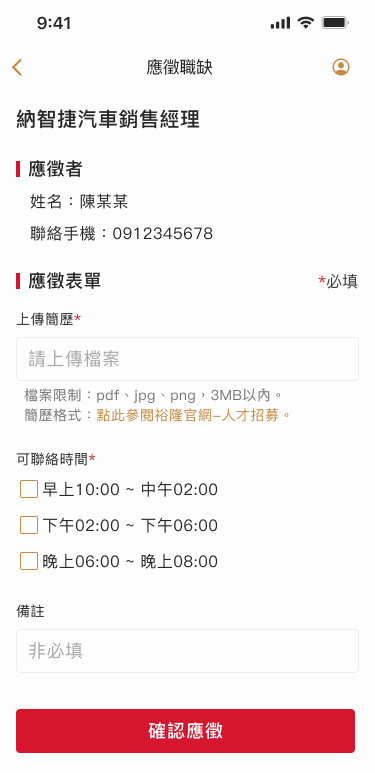 9:41
應徵職缺
納智捷汽車銷售經理
應徵者
姓名：陳某某
聯絡手機：0912345678
應徵表單 *必填
上傳簡歷*
請上傳檔案
檔案限制：pdf、jpg、png，3MB以內。
簡歷格式：點此參閱裕隆官網–人才招募。
可聯絡時間*
早上10:00 ~ 中午02:00
下午02:00 ~ 下午06:00
晚上06:00 ~ 晚上08:00
備註
非必填
確認應徵